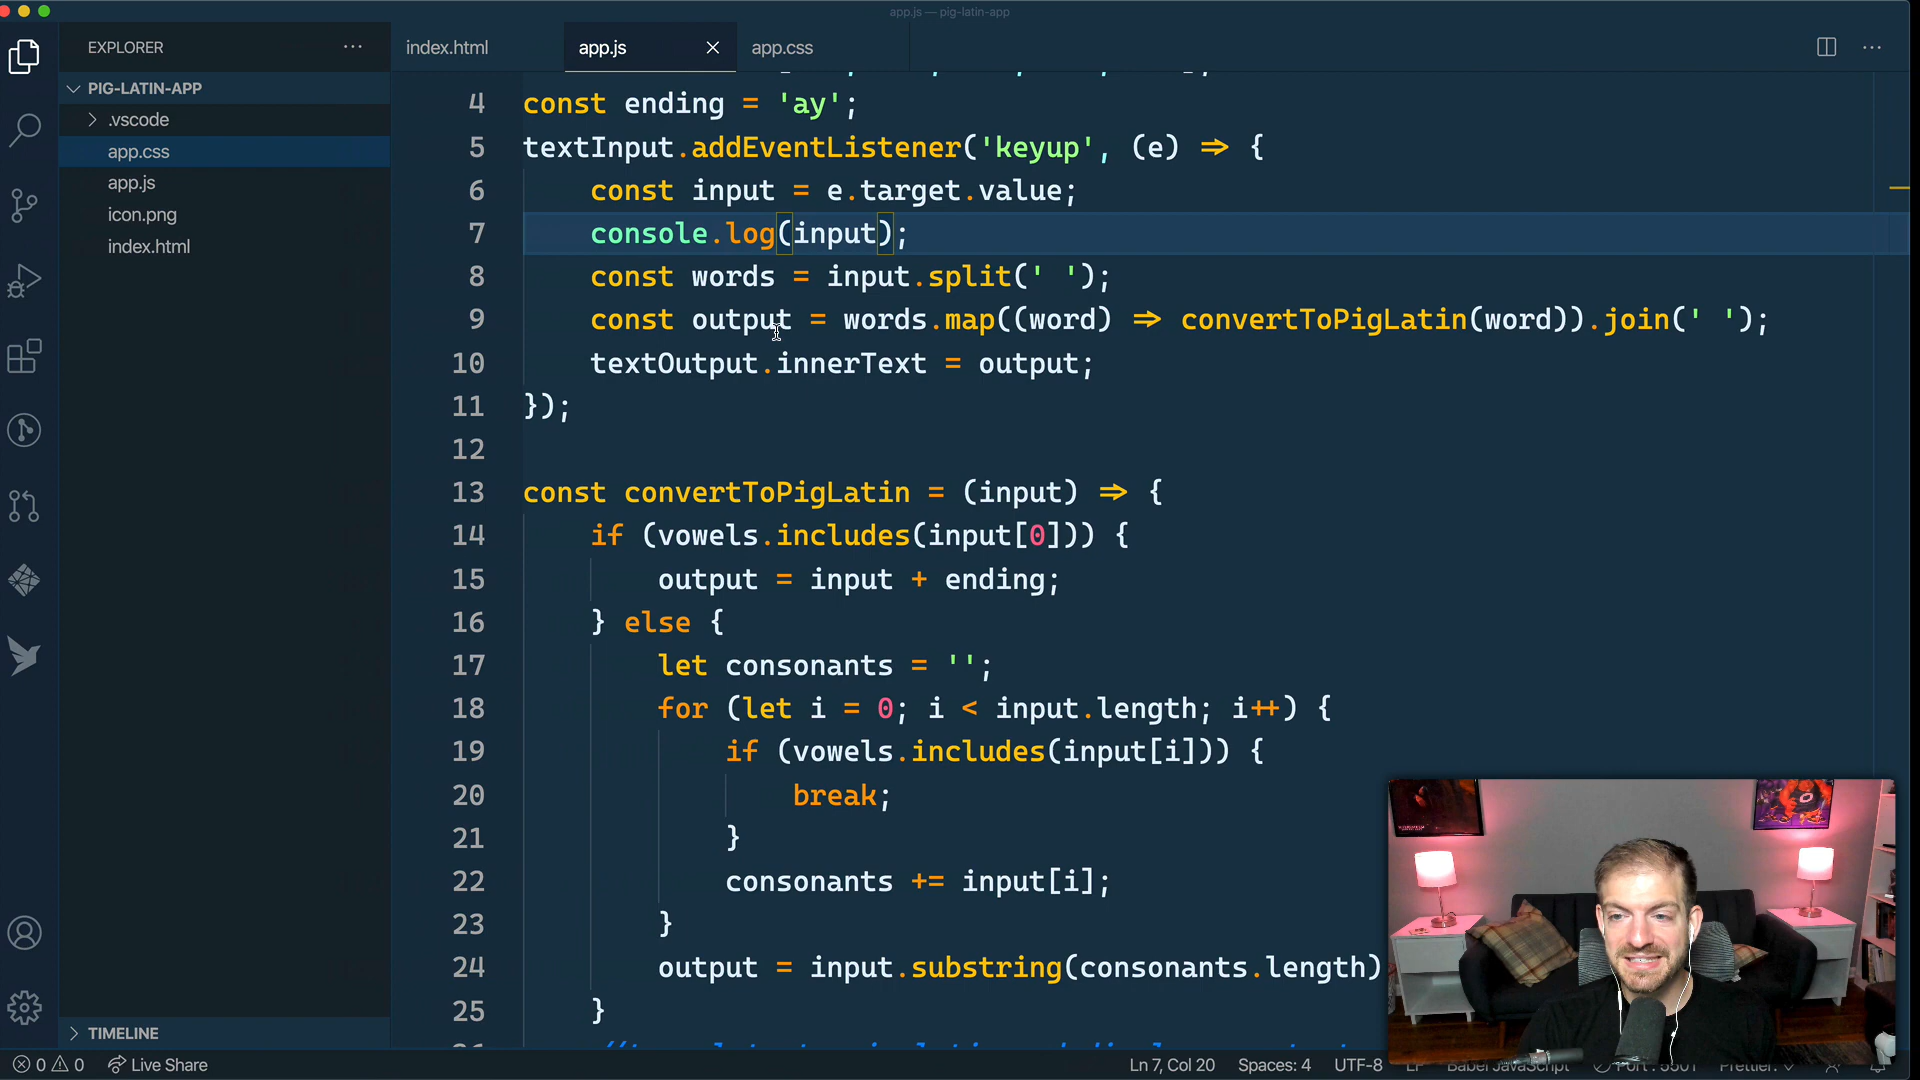 app.js — pig-latin-app
EXPLORER
index.html
app.js
app.css
PIG-LATIN-APP
.vscode
app.css
app.js
icon.png
index.html
4 const ending = 'ay';
5 textInput.addEventListener('keyup', (e) => {
6 const input = e.target.value;
7 console.log(input);
8 const words = input.split(' ');
9 const output = words.map((word) => convertToPigLatin(word)).join(' ');
10 textOutput.innerText = output;
11 });
12
13 const convertToPigLatin = (input) => {
14 if (vowels.includes(input[0])) {
15 output = input + ending;
16 } else {
17 let consonants = '';
18 for (let i = 0; i < input.length; i++) {
19 if (vowels.includes(input[i])) {
20 break;
21 }
22 consonants += input[i];
23 }
24 output = input.substring(consonants.length)
25 }
TIMELINE
0 0 Live Share
Ln 7, Col 20 Spaces: 4 UTF-8 LF Babel JavaScript Port : 5501 Prettier: